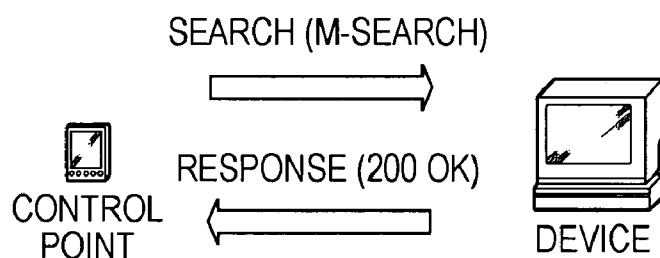 SEARCH (M-SEARCH)
RESPONSE (200 OK)
CONTROL
POINT
DEVICE